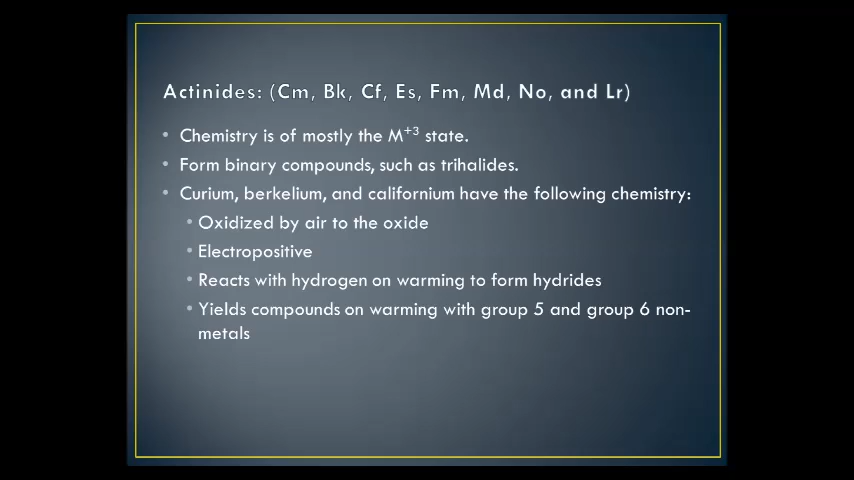 Actinides: (Cm, Bk, Cf, Es, Fm, Md, No, and Lr)
• Chemistry is of mostly the M⁺³ state.
• Form binary compounds, such as trihalides.
• Curium, berkelium, and californium have the following chemistry:
• Oxidized by air to the oxide
• Electropositive
• Reacts with hydrogen on warming to form hydrides
• Yields compounds on warming with group 5 and group 6 non-
metals